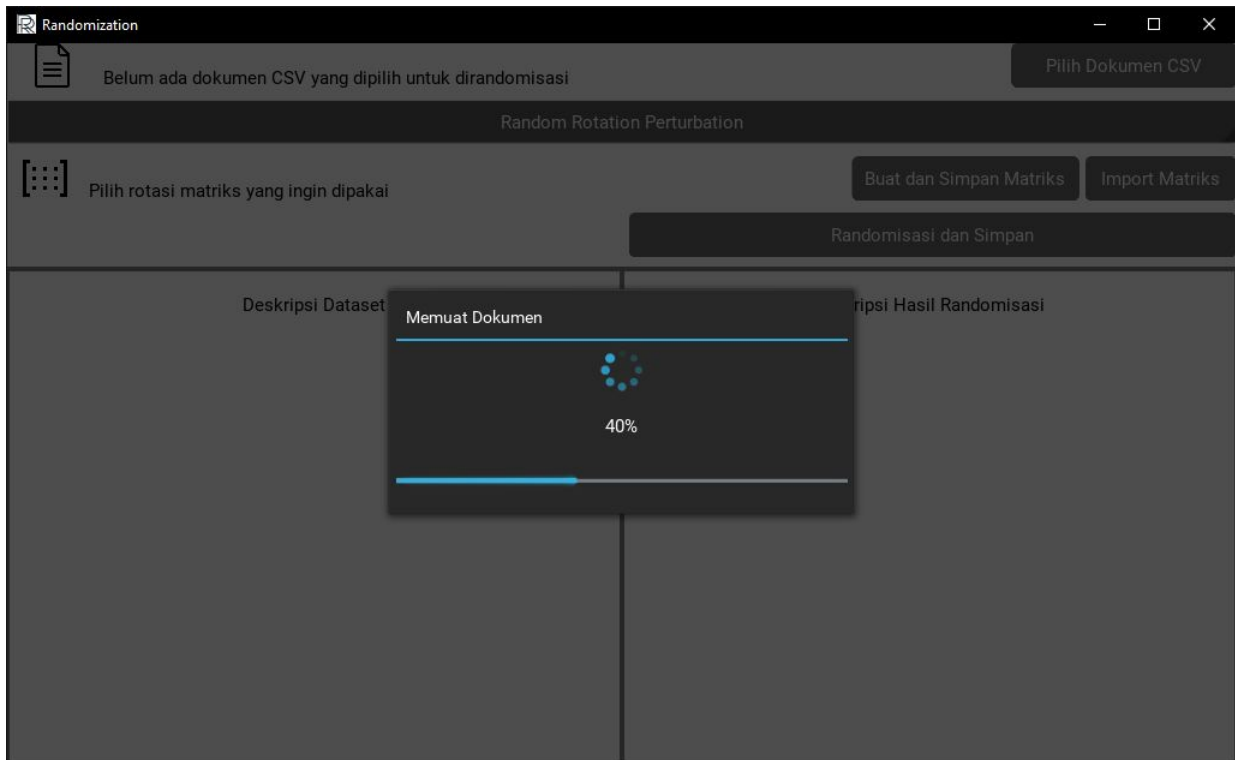 Randomization
Belum ada dokumen CSV yang dipilih untuk dirandomisasi
Pilih Dokumen CSV
Random Rotation Perturbation
Pilih rotasi matriks yang ingin dipakai
Buat dan Simpan Matriks
Import Matriks
Randomisasi dan Simpan
Deskripsi Dataset
ripsi Hasil Randomisasi
Memuat Dokumen
40%